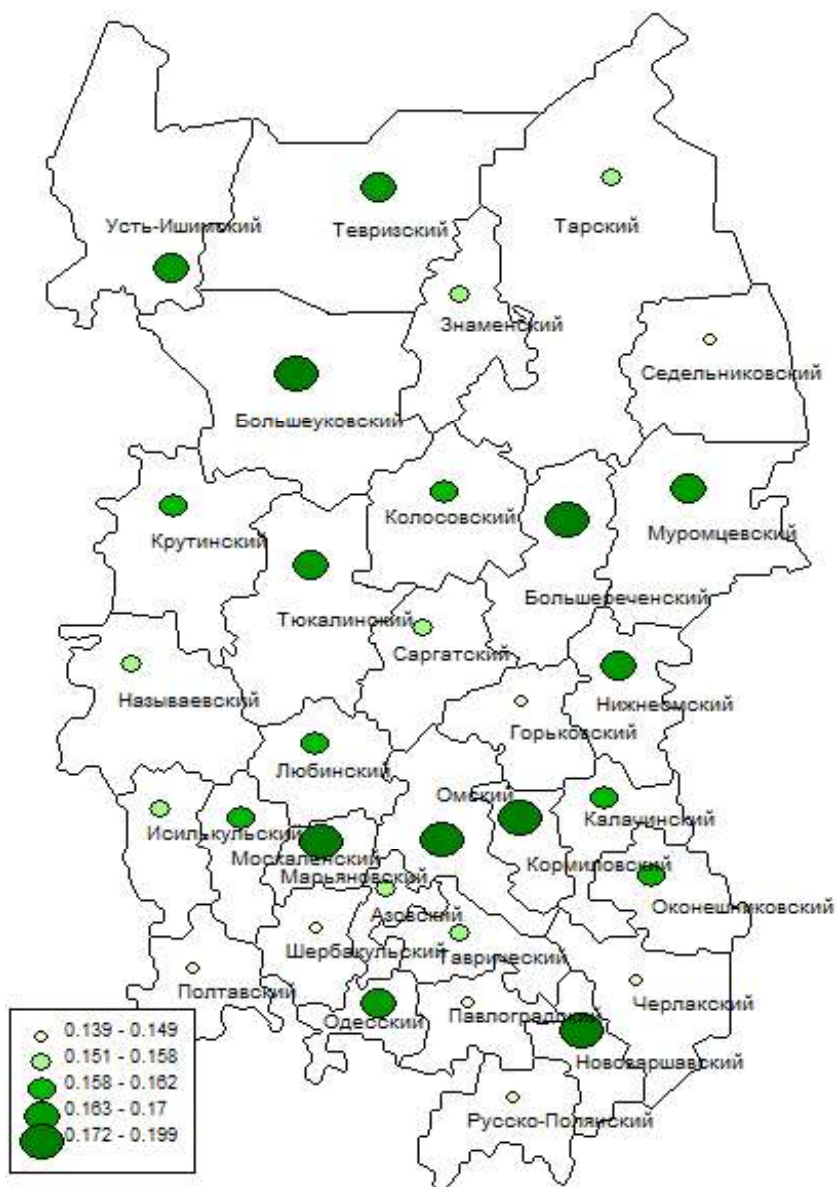 Усть-Ишимский
Тевризский
Тарский
Знаменский
Седельниковский
Большеуковский
Колосовский
Крутинский
Муромцевский
Большереченский
Тюкалинский
Саргатский
Называевский
Нижнеомский
Горьковский
Любинский
Омский
Калачинский
Исилькульский
Москаленский
Кормиловский
Марьяновский
Оконешниковский
Азовский
Шербакульский
Таврический
Полтавский
Черлакский
Одесский
Павлоградский
Нововаршавский
Русско-Полянский
0.139 - 0.149
0.151 - 0.158
0.158 - 0.162
0.163 - 0.17
0.172 - 0.199